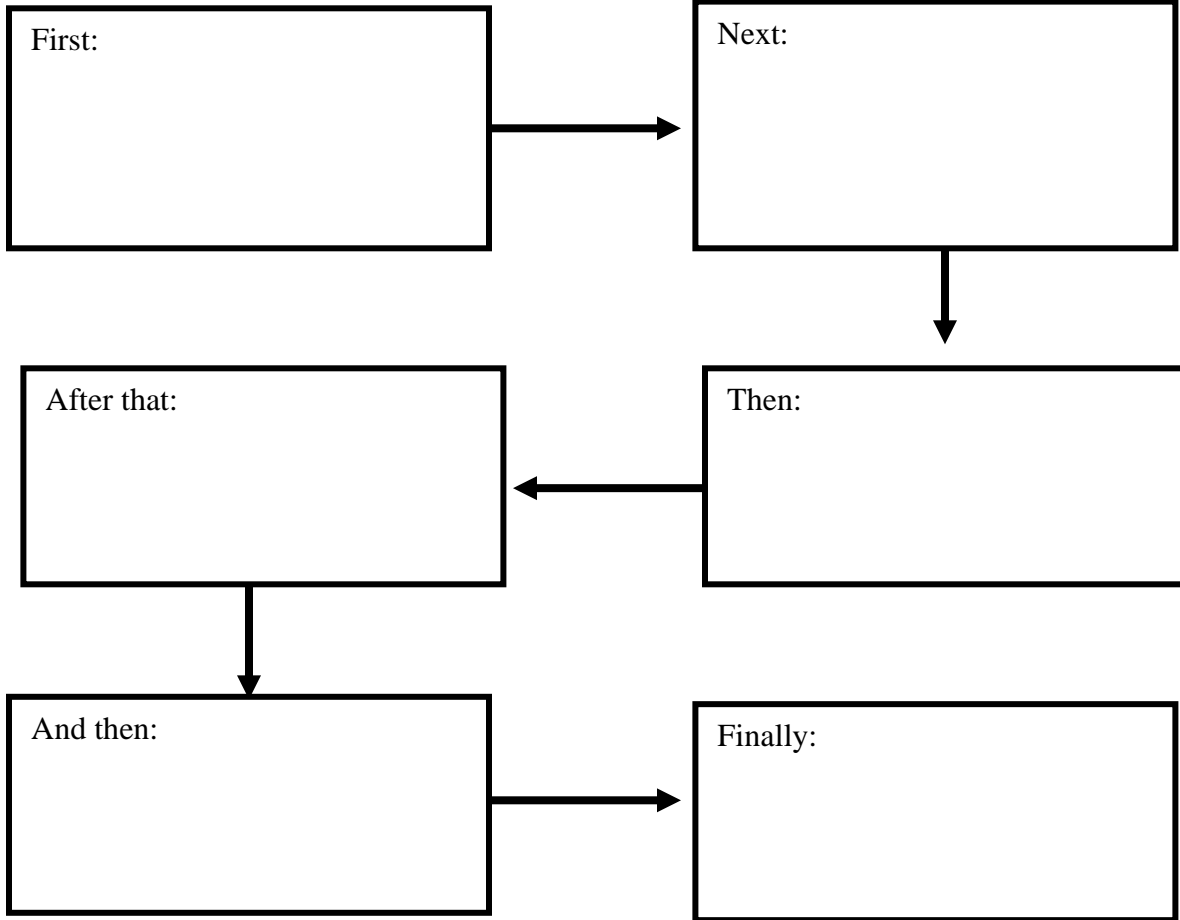 First:
Next:
Then:
After that:
And then:
Finally: